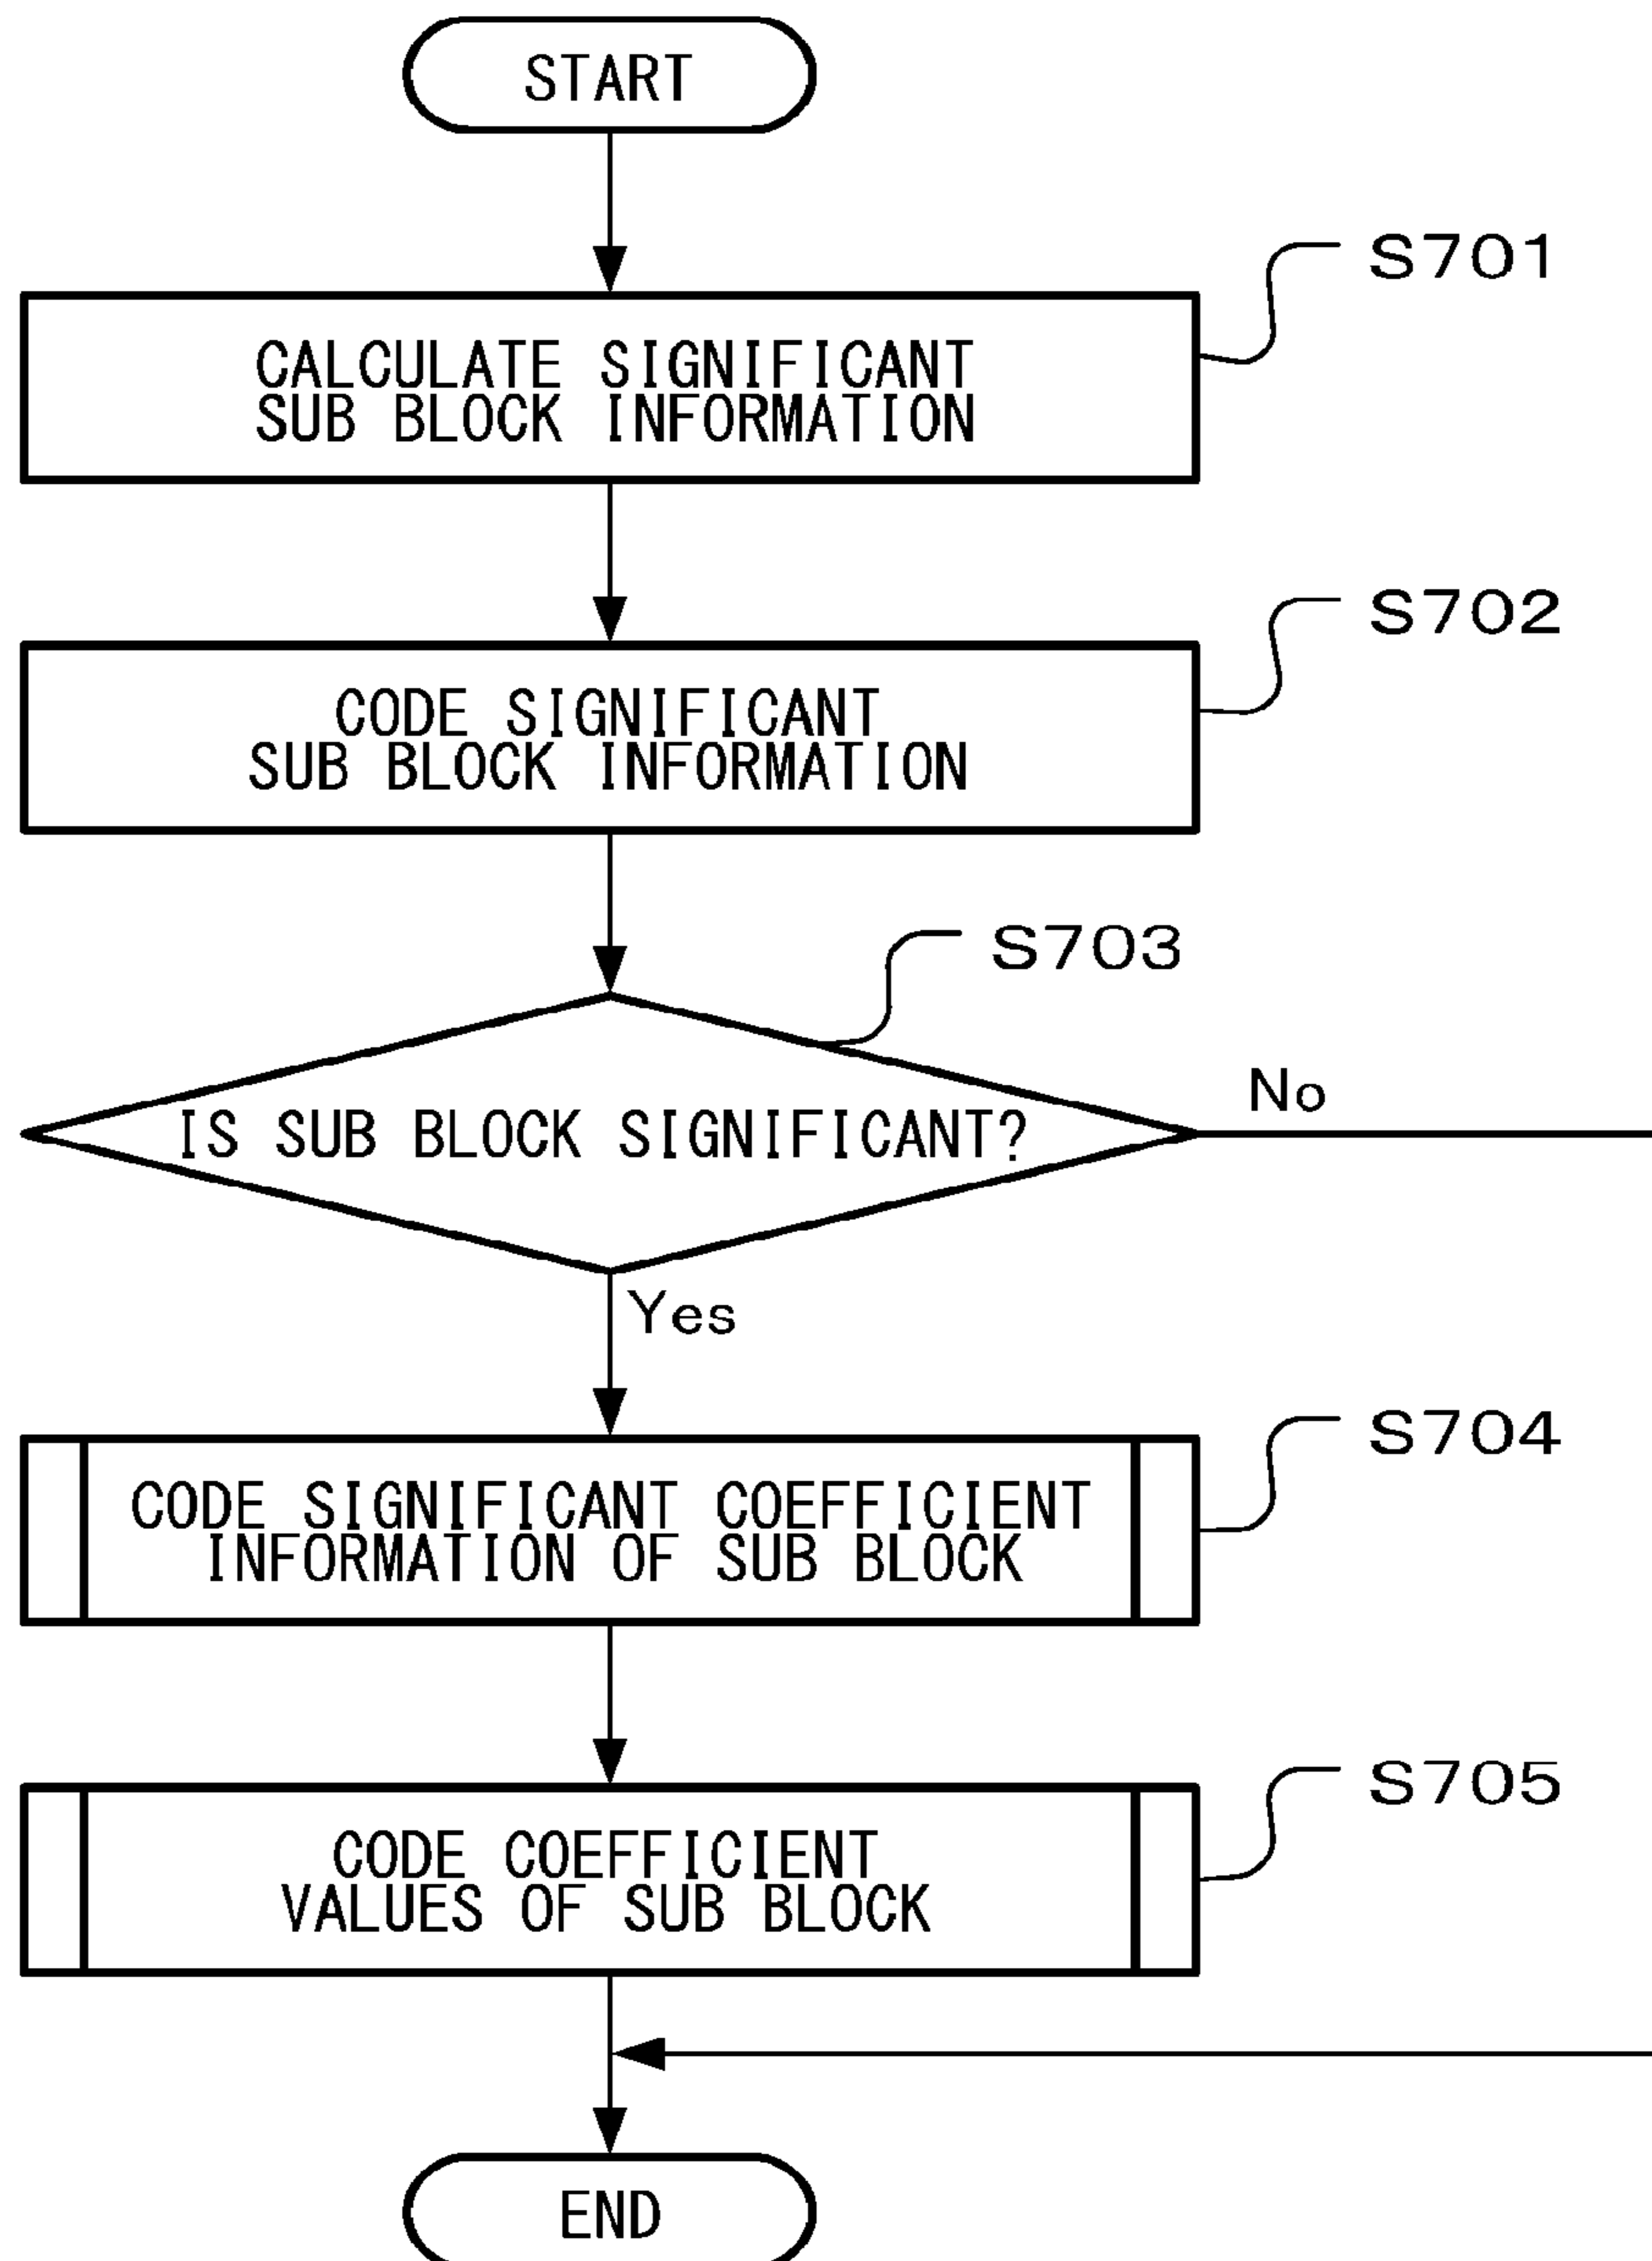 START
S701
CALCULATE SIGNIFICANT
SUB BLOCK INFORMATION
S702
CODE SIGNIFICANT
SUB BLOCK INFORMATION
S703
IS SUB BLOCK SIGNIFICANT?
No
Yes
S704
CODE SIGNIFICANT COEFFICIENT
INFORMATION OF SUB BLOCK
S705
CODE COEFFICIENT
VALUES OF SUB BLOCK
END